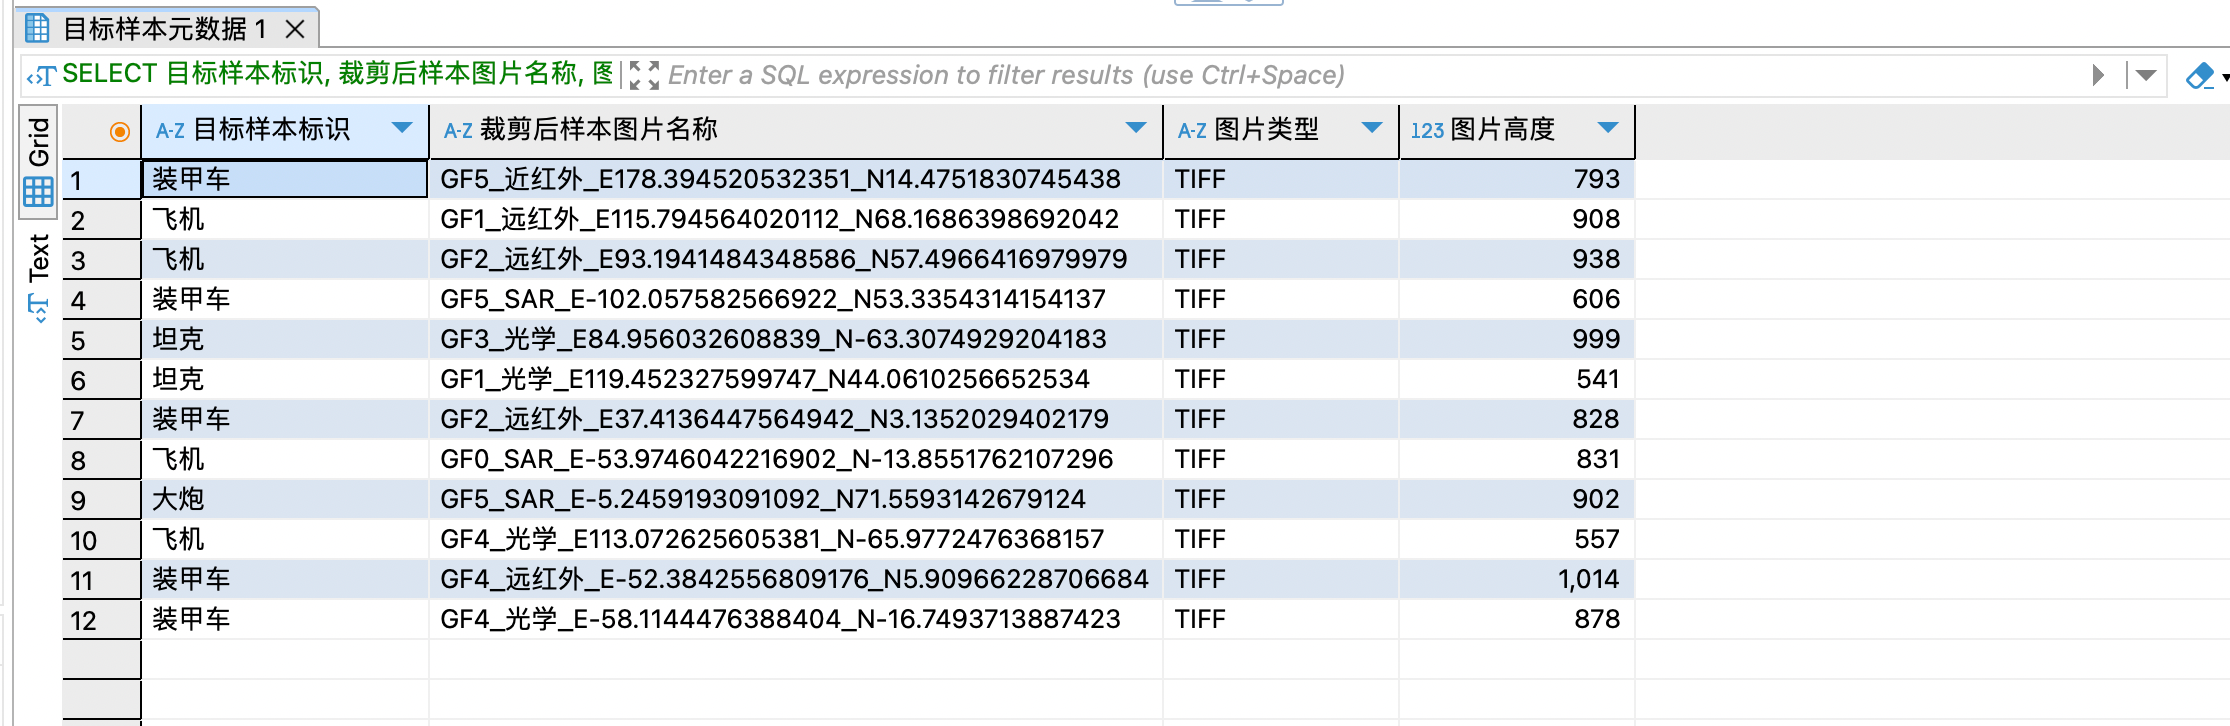 目标样本元数据 1
SELECT 目标样本标识, 裁剪后样本图片名称, 图 Enter a SQL expression to filter results (use Ctrl+Space)
Grid
Text
A-Z 目标样本标识 A-Z 裁剪后样本图片名称 A-Z 图片类型 123 图片高度
1 装甲车 GF5_近红外_E178.394520532351_N14.4751830745438 TIFF 793
2 飞机 GF1_远红外_E115.794564020112_N68.1686398692042 TIFF 908
3 飞机 GF2_远红外_E93.1941484348586_N57.4966416979979 TIFF 938
4 装甲车 GF5_SAR_E-102.057582566922_N53.3354314154137 TIFF 606
5 坦克 GF3_光学_E84.956032608839_N-63.3074929204183 TIFF 999
6 坦克 GF1_光学_E119.452327599747_N44.0610256652534 TIFF 541
7 装甲车 GF2_远红外_E37.4136447564942_N3.1352029402179 TIFF 828
8 飞机 GF0_SAR_E-53.9746042216902_N-13.8551762107296 TIFF 831
9 大炮 GF5_SAR_E-5.2459193091092_N71.5593142679124 TIFF 902
10 飞机 GF4_光学_E113.072625605381_N-65.9772476368157 TIFF 557
11 装甲车 GF4_远红外_E-52.3842556809176_N5.90966228706684 TIFF 1,014
12 装甲车 GF4_光学_E-58.1144476388404_N-16.7493713887423 TIFF 878